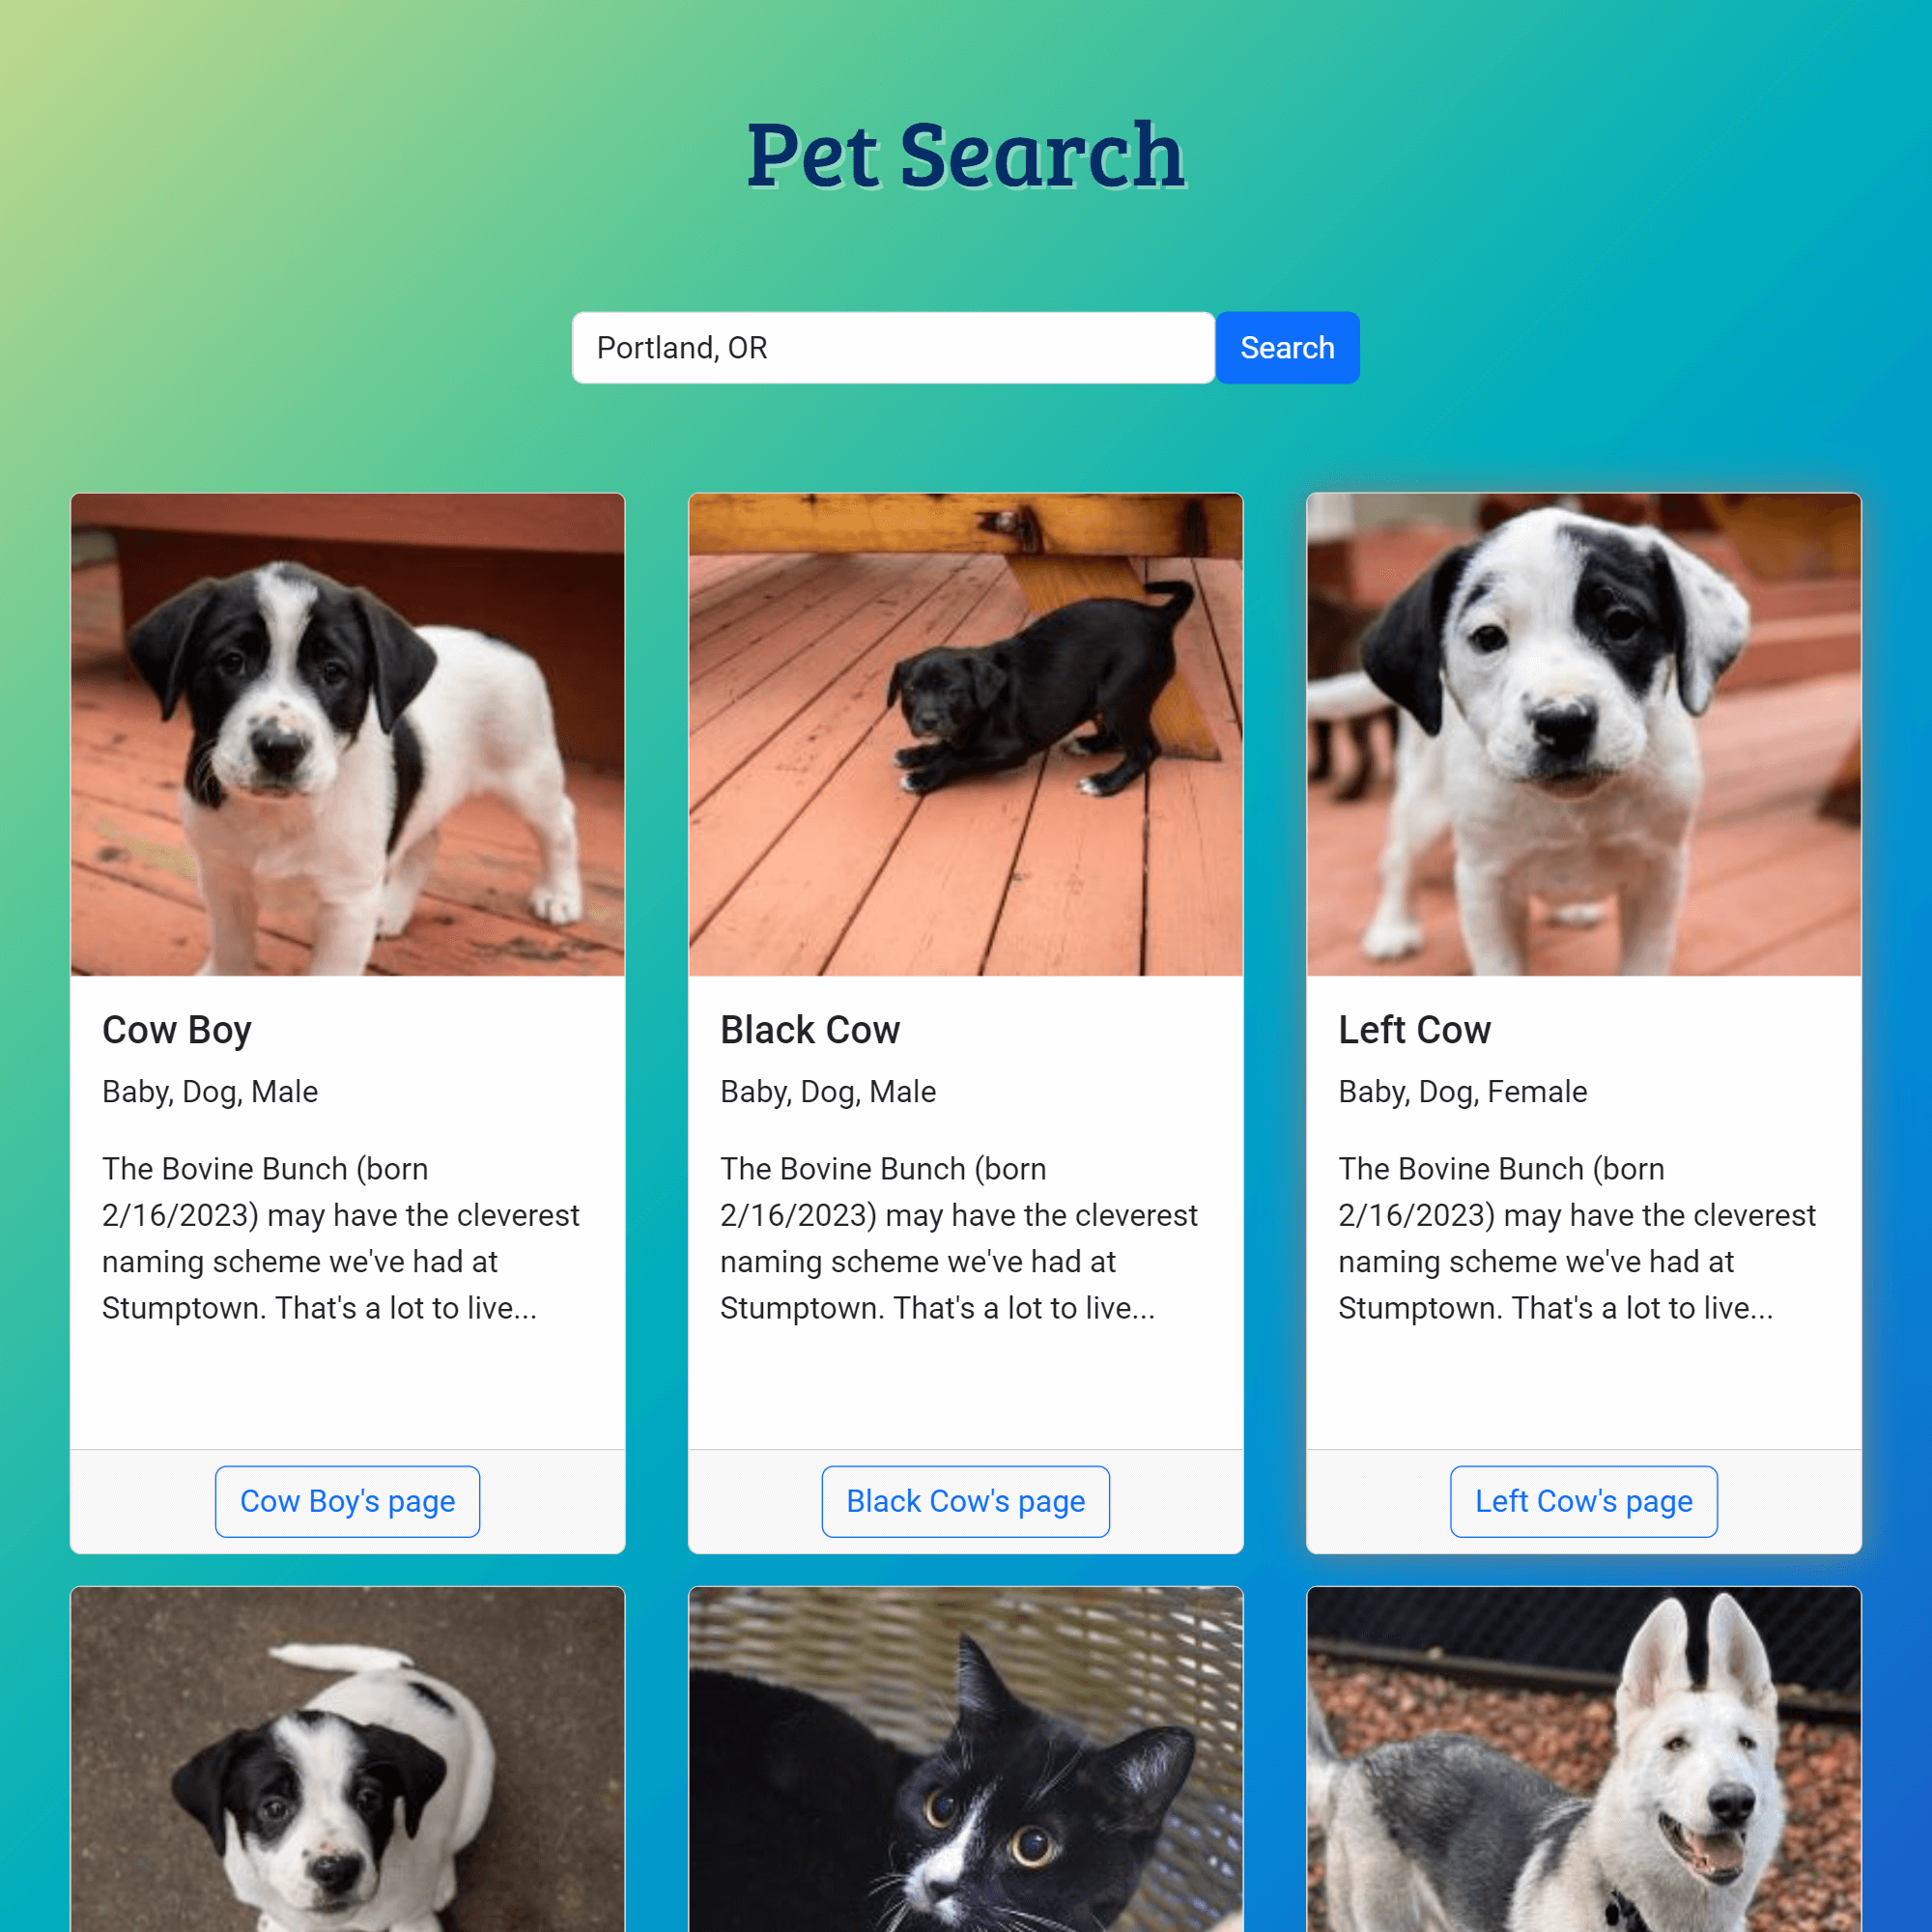 Pet Search
Portland, OR
Search
Cow Boy
Baby, Dog, Male
The Bovine Bunch (born
2/16/2023) may have the cleverest
naming scheme we've had at
Stumptown. That's a lot to live...
Cow Boy's page
Black Cow
Baby, Dog, Male
The Bovine Bunch (born
2/16/2023) may have the cleverest
naming scheme we've had at
Stumptown. That's a lot to live...
Black Cow's page
Left Cow
Baby, Dog, Female
The Bovine Bunch (born
2/16/2023) may have the cleverest
naming scheme we've had at
Stumptown. That's a lot to live...
Left Cow's page